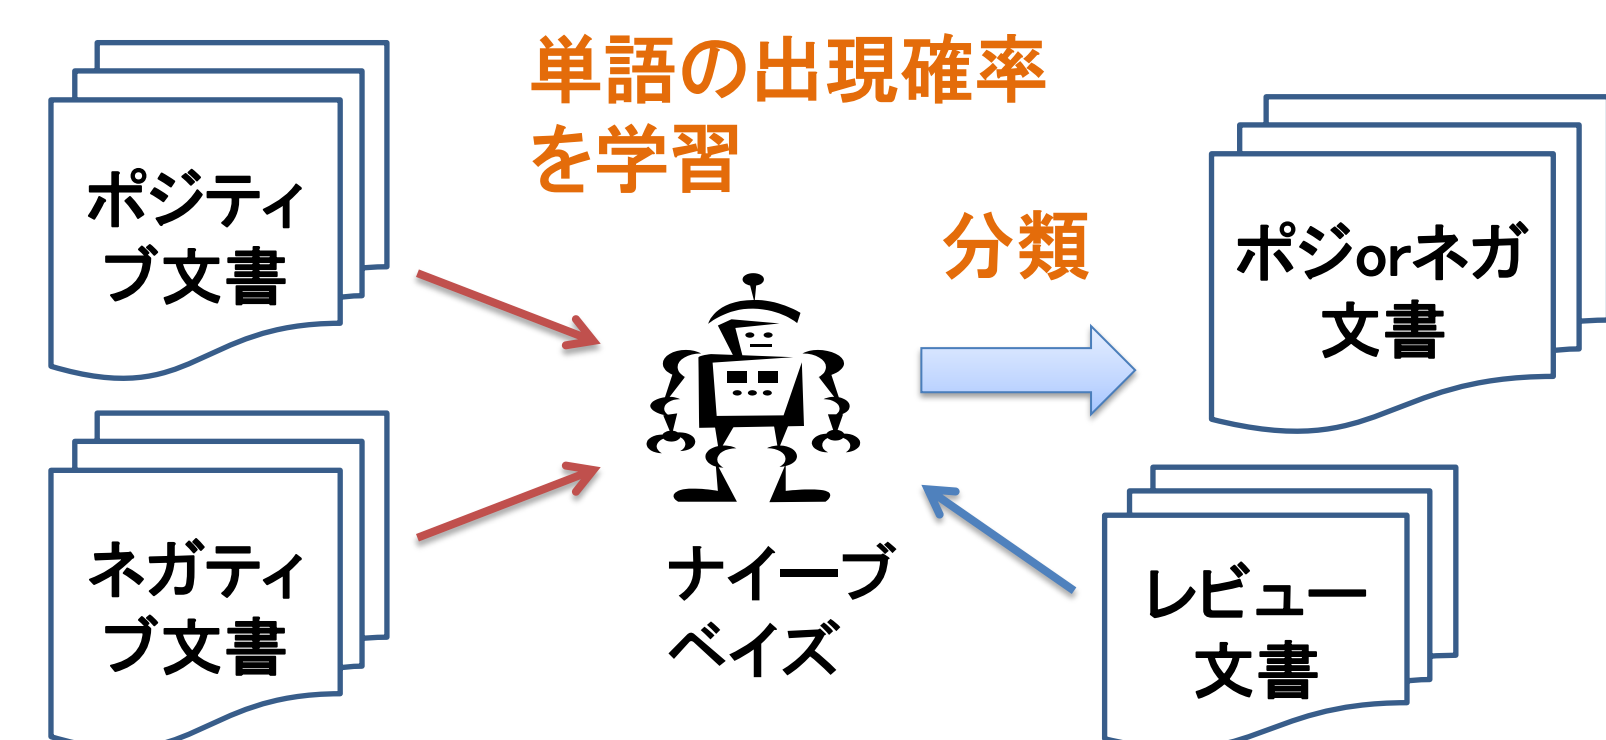 単語の出現確率
を学習
ポジティ
ブ文書
分類
ポジorネガ
文書
ネガティ
ブ文書
ナイーブ
ベイズ
レビュー
文書